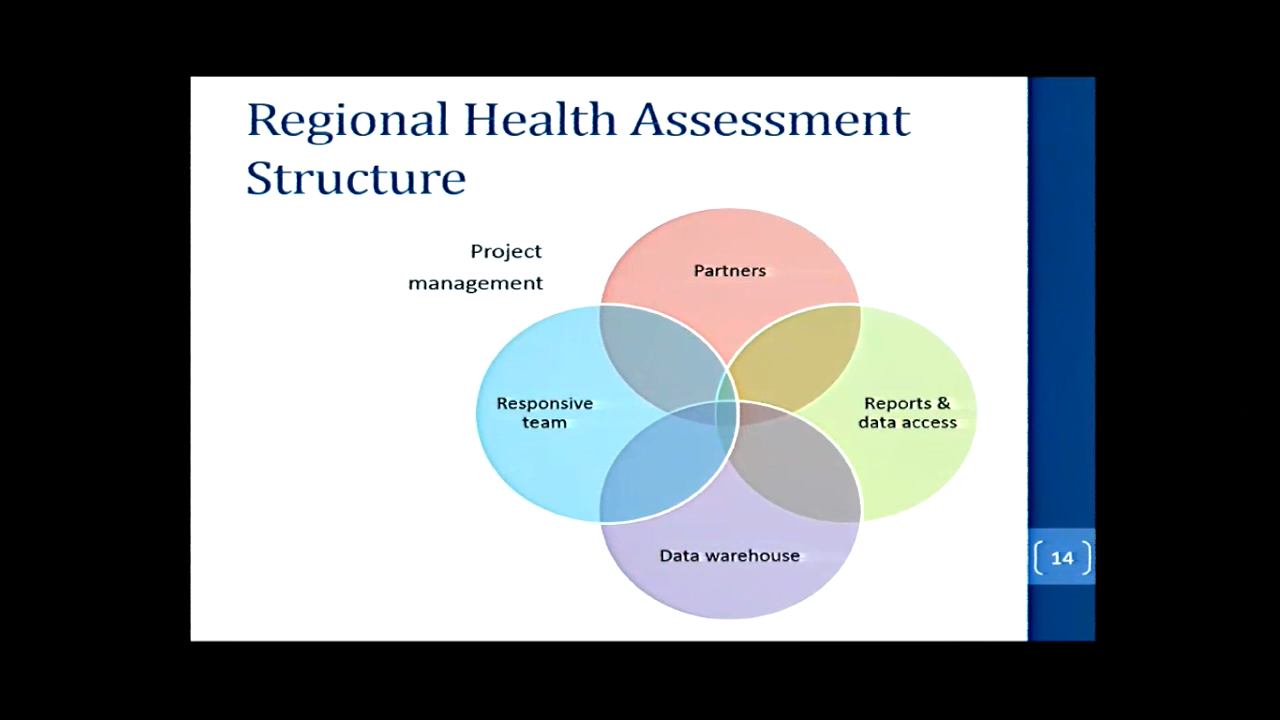 Regional Health Assessment
Structure
Project
management
Partners
Responsive
team
Reports &
data access
Data warehouse
14